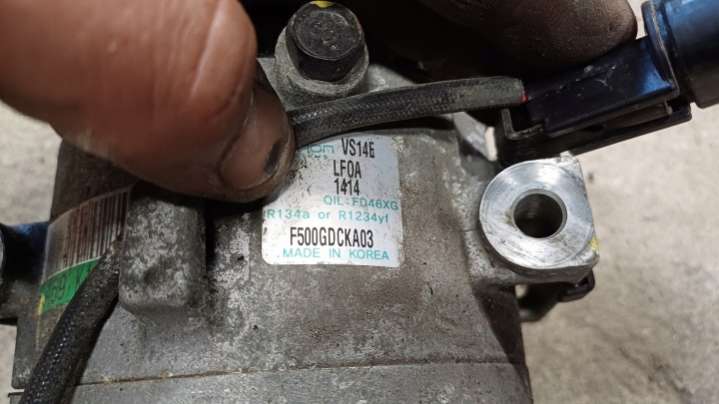 VS14E
LF0A
1414
OIL:FD46XG
R134a or R1234yf
F500GDCKA03
MADE IN KOREA